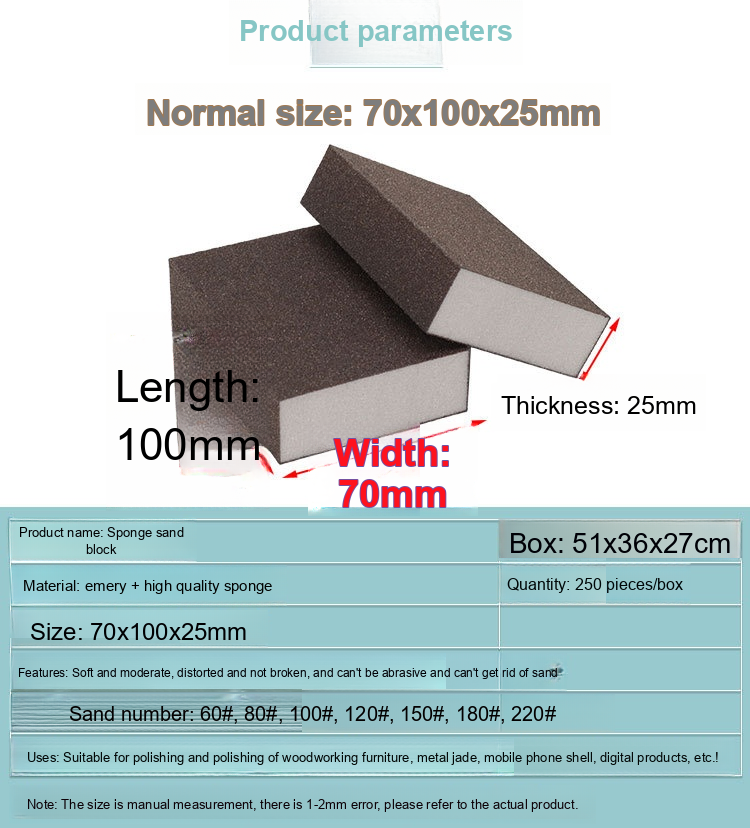 Product parameters
Normal size: 70x100x25mm
Length:
100mm
Thickness: 25mm
Width:
70mm
Product name: Sponge sand
block
Box: 51x36x27cm
Material: emery + high quality sponge
Quantity: 250 pieces/box
Size: 70x100x25mm
Features: Soft and moderate, distorted and not broken, and can't be abrasive and can't get rid of sand
Sand number: 60#, 80#, 100#, 120#, 150#, 180#, 220#
Uses: Suitable for polishing and polishing of woodworking furniture, metal jade, mobile phone shell, digital products, etc.!
Note: The size is manual measurement, there is 1-2mm error, please refer to the actual product.